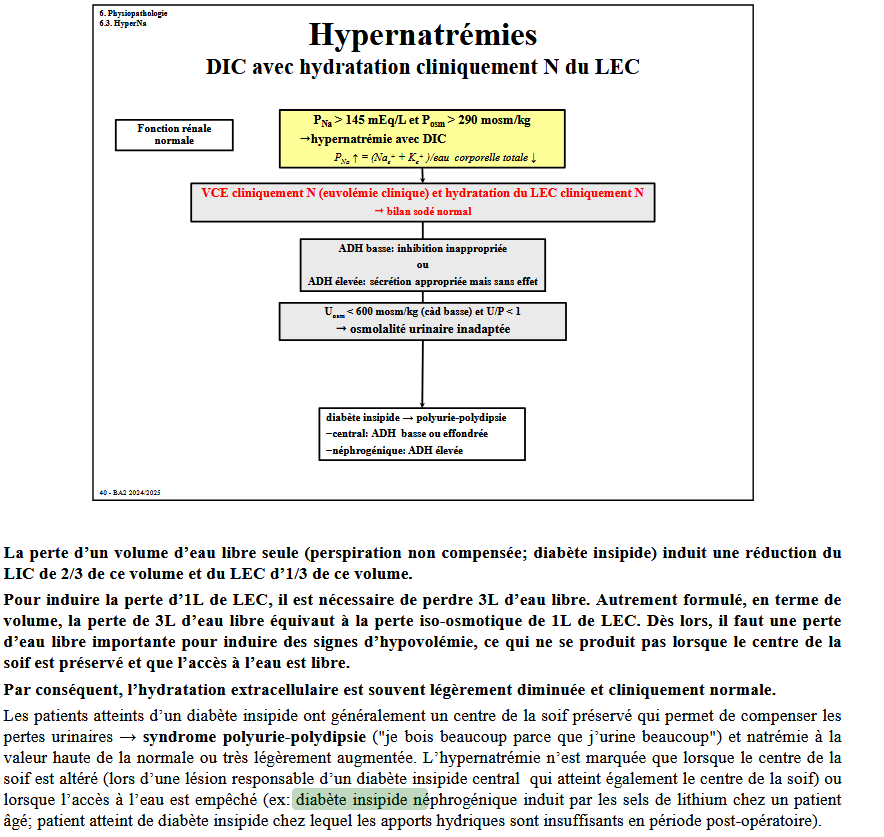 6. Physiopathologie
6.3. HyperNa
Hypernatrémies
DIC avec hydratation cliniquement N du LEC
Fonction rénale
normale
PNa > 145 mEq/L et Posm > 290 mosm/kg
→hypernatrémie avec DIC
PNa ↑ = (Nae+ + Ke+ )/eau corporelle totale ↓
VCE cliniquement N (euvolémie clinique) et hydratation du LEC cliniquement N
→ bilan sodé normal
ADH basse: inhibition inappropriée
ou
ADH élevée: sécrétion appropriée mais sans effet
Uosm < 600 mosm/kg (càd basse) et U/P < 1
→ osmolalité urinaire inadaptée
diabète insipide → polyurie-polydipsie
−central: ADH basse ou effondrée
−néphrogénique: ADH élevée
40 - BA2 2024/2025
La perte d’un volume d’eau libre seule (perspiration non compensée; diabète insipide) induit une réduction du
LIC de 2/3 de ce volume et du LEC d’1/3 de ce volume.
Pour induire la perte d’1L de LEC, il est nécessaire de perdre 3L d’eau libre. Autrement formulé, en terme de
volume, la perte de 3L d’eau libre équivaut à la perte iso-osmotique de 1L de LEC. Dès lors, il faut une perte
d’eau libre importante pour induire des signes d’hypovolémie, ce qui ne se produit pas lorsque le centre de la
soif est préservé et que l’accès à l’eau est libre.
Par conséquent, l’hydratation extracellulaire est souvent légèrement diminuée et cliniquement normale.
Les patients atteints d’un diabète insipide ont généralement un centre de la soif préservé qui permet de compenser les
pertes urinaires → syndrome polyurie-polydipsie ("je bois beaucoup parce que j’urine beaucoup") et natrémie à la
valeur haute de la normale ou très légèrement augmentée. L’hypernatrémie n’est marquée que lorsque le centre de la
soif est altéré (lors d’une lésion responsable d’un diabète insipide central qui atteint également le centre de la soif) ou
lorsque l’accès à l’eau est empêché (ex: diabète insipide néphrogénique induit par les sels de lithium chez un patient
âgé; patient atteint de diabète insipide chez lequel les apports hydriques sont insuffisants en période post-opératoire).